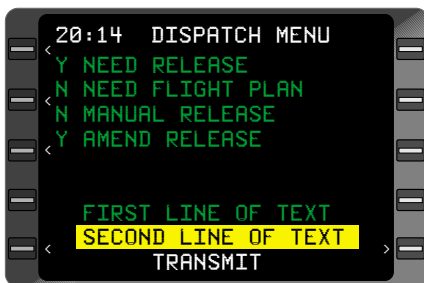 20:14 DISPATCH MENU
Y NEED RELEASE
N NEED FLIGHT PLAN
N MANUAL RELEASE
Y AMEND RELEASE
FIRST LINE OF TEXT
SECOND LINE OF TEXT
TRANSMIT